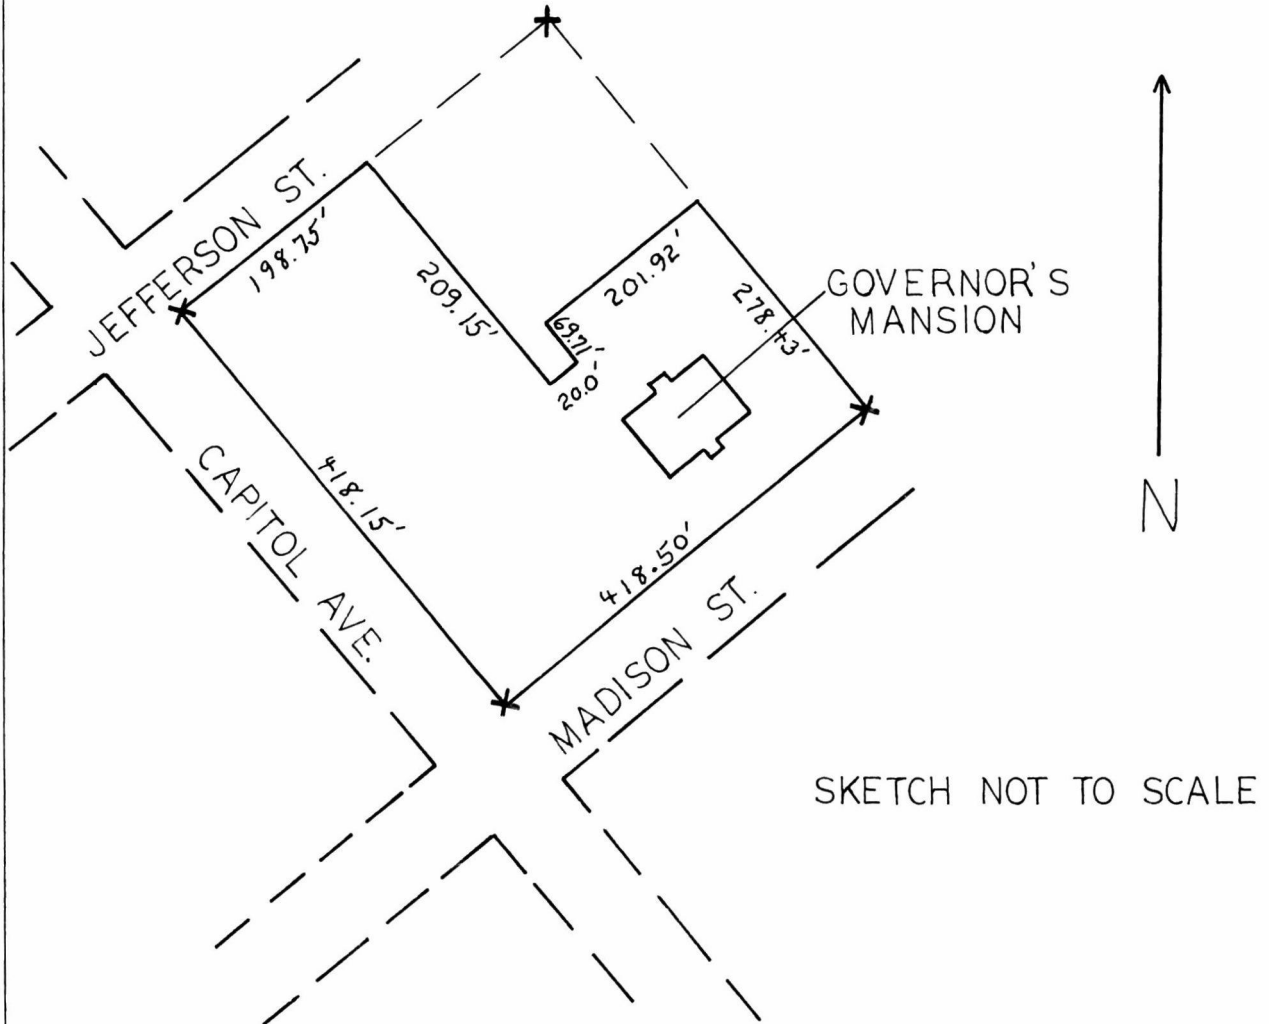 JEFFERSON ST.
198.75'
209.15'
201.92'
69.71'
20.0'
278.43'
GOVERNOR'S
MANSION
CAPITOL AVE.
418.15'
418.50'
MADISON ST.
N
SKETCH NOT TO SCALE